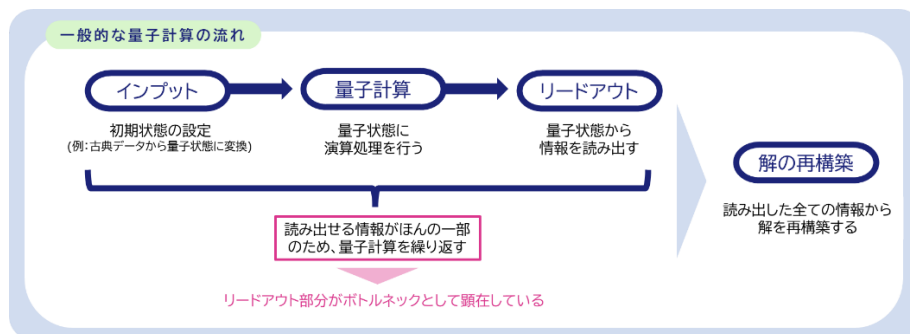 一般的な量子計算の流れ
インプット
量子計算
リードアウト
初期状態の設定
(例：古典データから量子状態に変換)
量子状態に
演算処理を行う
量子状態から
情報を読み出す
読み出せる情報がほんの一部
のため、量子計算を繰り返す
リードアウト部分がボトルネックとして顕在している
解の再構築
読み出した全ての情報から
解を再構築する